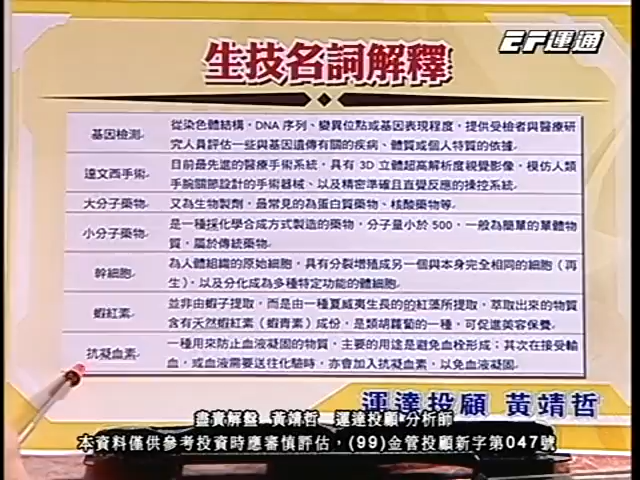 EF運通
生技名詞解釋
基因檢測
從染色體結構,DNA 序列、變異位點或基因表現程度,提供受檢者與醫療研
究人員評估一些與基因遺傳有關的疾病、體質或個人特質的依據
達文西手術
目前最先進的醫療手術系統,具有 3D 立體超高解析度視覺影像,模仿人類
手腕關節設計的手術器械、以及精密準確且直覺反應的操控系統
大分子藥物
又為生物製劑,最常見的為蛋白質藥物、核酸藥物等
小分子藥物
是一種採化學合成方式製造的藥物,分子量小於 500,一般為簡單的單體物
質,屬於傳統藥物
幹細胞
為人體組織的原始細胞,具有分裂增殖成另一個與本身完全相同的細胞(再
生),以及分化成為多種特定功能的體細胞
蝦紅素
並非由蝦子提取,而是由一種夏威夷生長的的紅藻所提取,萃取出來的物質
含有天然蝦紅素(蝦青素)成份,是類胡蘿蔔的一種,可促進美容保養
抗凝血素
一種用來防止血液凝固的物質,主要的用途是避免血栓形成;其次在接受輸
血,或血液需要送往化驗時,亦會加入抗凝血素,以免血液凝固
運達投顧 黃靖哲
盡責解盤 黃靖哲 運達投顧 分析師
本資料僅供參考投資時應審慎評估,(99)金管投顧新字第047號